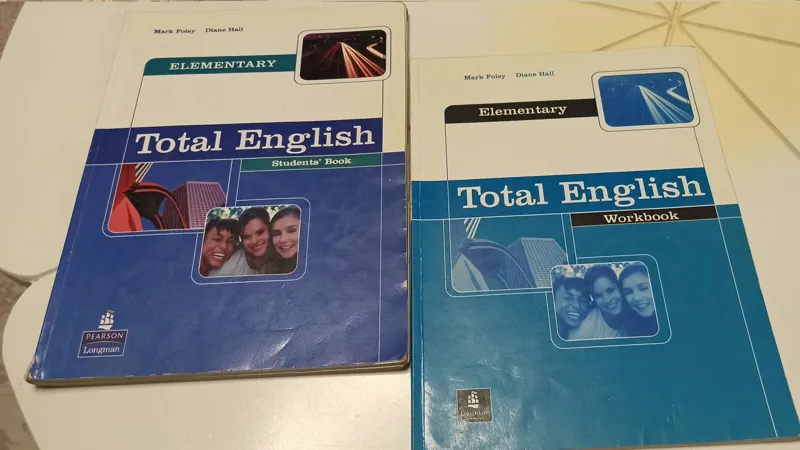 Mark Foley Diane Hall
ELEMENTARY
Total English
Students' Book
PEARSON
Longman
Mark Foley Diane Hall
Elementary
Total English
Workbook
Longman